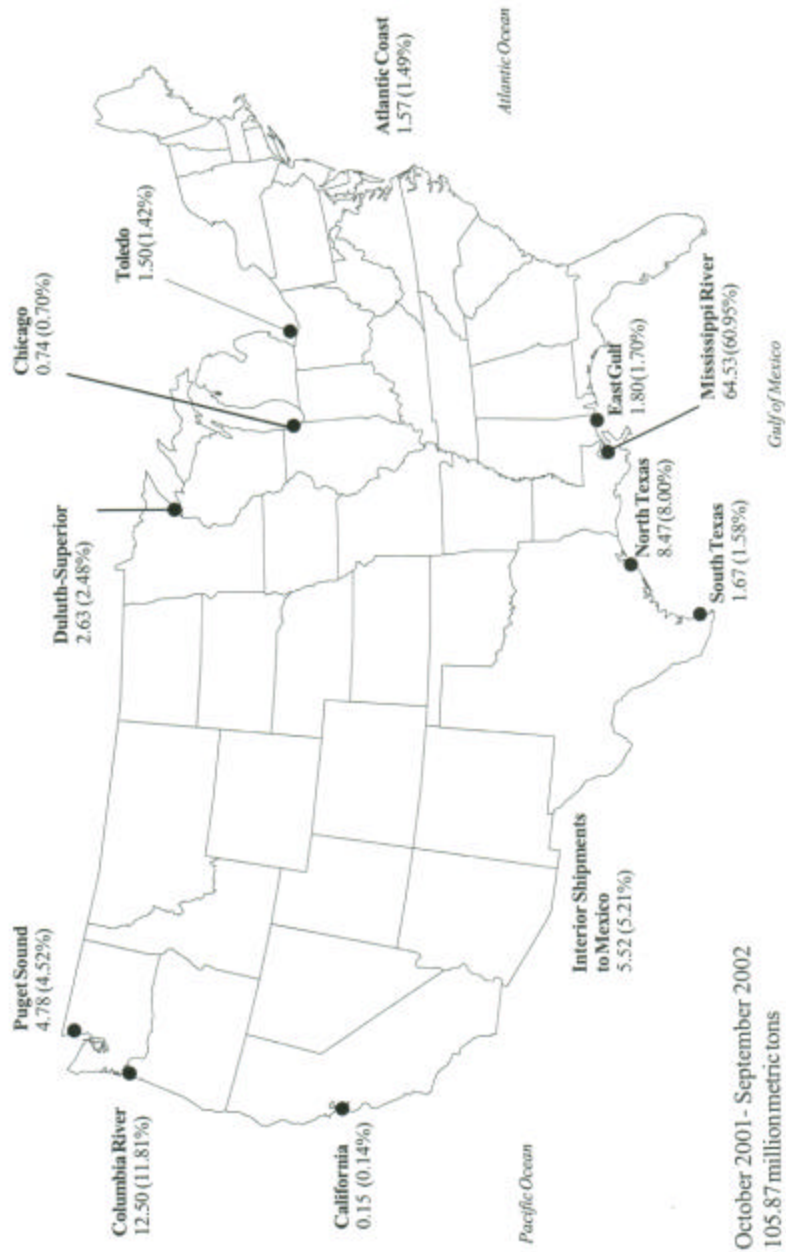 Puget Sound
4.78 (4.52%)
Columbia River
12.50 (11.81%)
California
0.15 (0.14%)
Pacific Ocean
Duluth-Superior
2.63 (2.48%)
Chicago
0.74 (0.70%)
Toledo
1.50 (1.42%)
Atlantic Coast
1.57 (1.49%)
Atlantic Ocean
Interior Shipments
to Mexico
5.52 (5.21%)
North Texas
8.47 (8.00%)
South Texas
1.67 (1.58%)
East Gulf
1.80 (1.70%)
Mississippi River
64.53 (60.95%)
Gulf of Mexico
October 2001 - September 2002
105.87 million metric tons